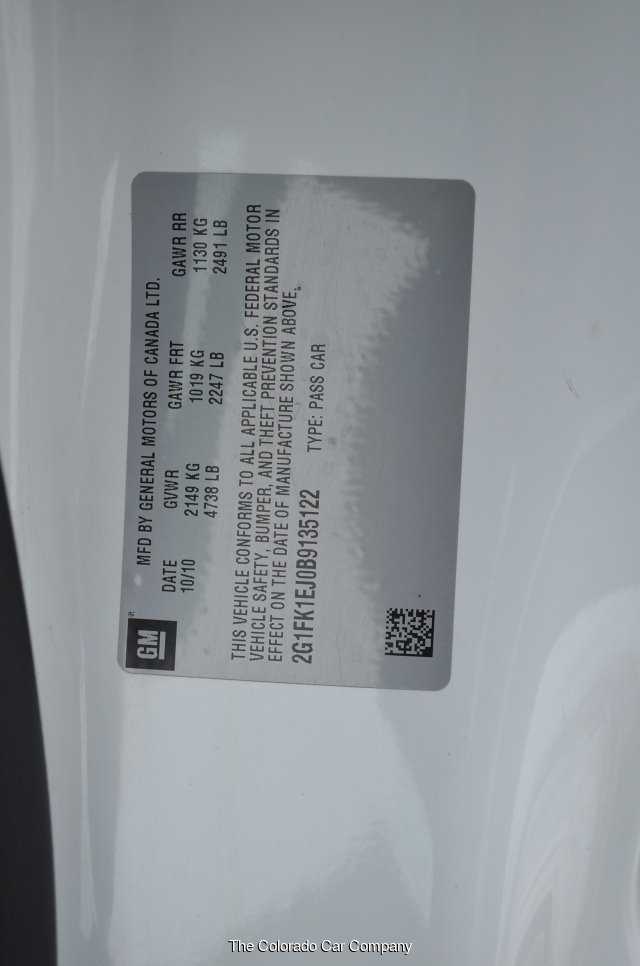 GM
MFD BY GENERAL MOTORS OF CANADA LTD.
DATE GVWR GAWR FRT GAWR RR
10/10 2149 KG 1019 KG 1130 KG
4738 LB 2247 LB 2491 LB
THIS VEHICLE CONFORMS TO ALL APPLICABLE U.S. FEDERAL MOTOR
VEHICLE SAFETY, BUMPER, AND THEFT PREVENTION STANDARDS IN
EFFECT ON THE DATE OF MANUFACTURE SHOWN ABOVE.
2G1FK1EJ0B9135122 TYPE: PASS CAR
The Colorado Car Company